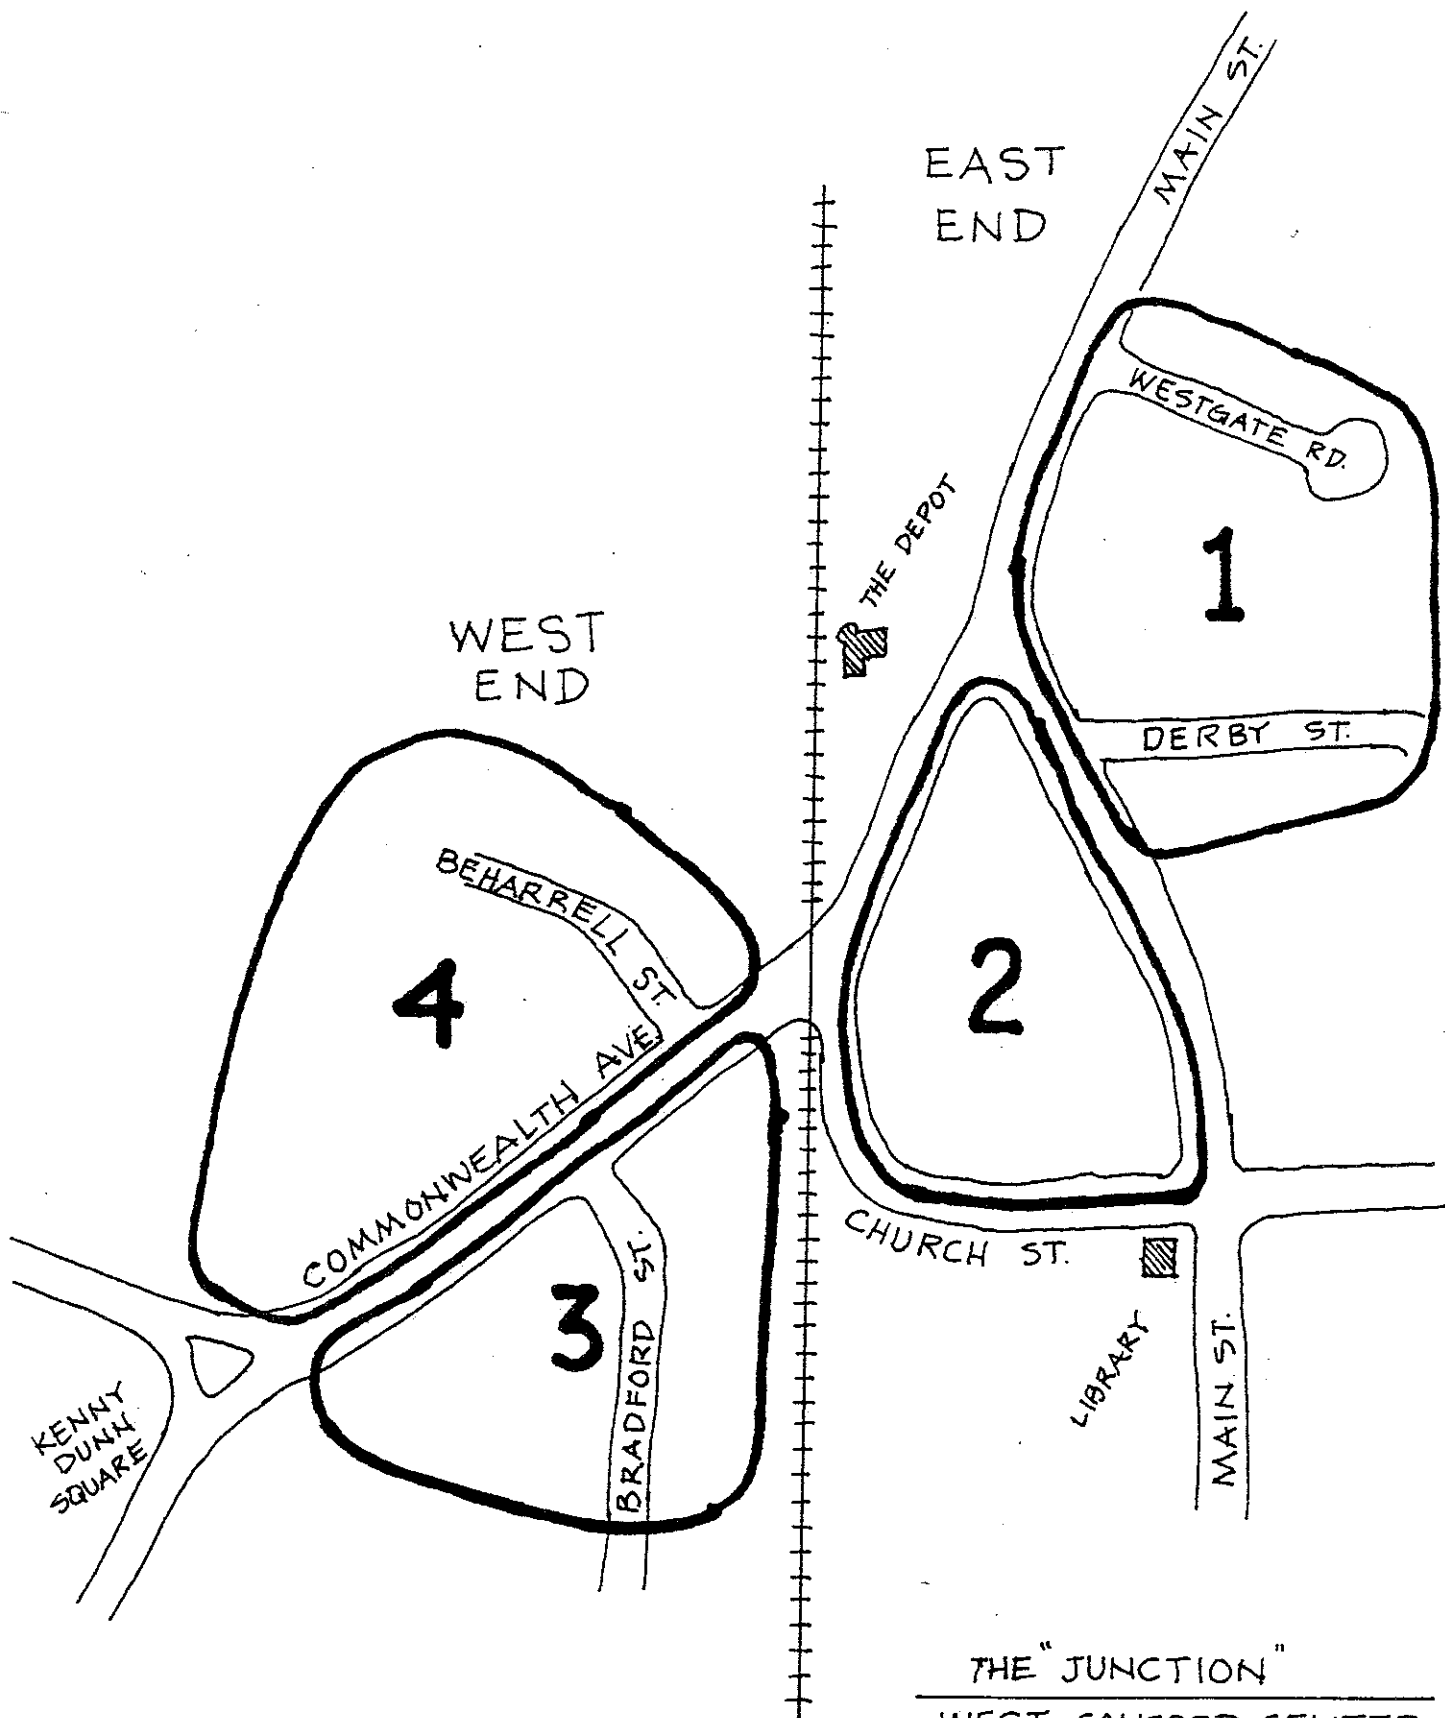 MAIN ST.
EAST
END
WESTGATE RD.
THE DEPOT
1
WEST
END
DERBY ST.
BEHARRELL ST.
2
4
COMMONWEALTH AVE.
CHURCH ST.
3
BRADFORD ST.
LIBRARY
MAIN ST.
KENNY
DUNN
SQUARE
THE "JUNCTION"